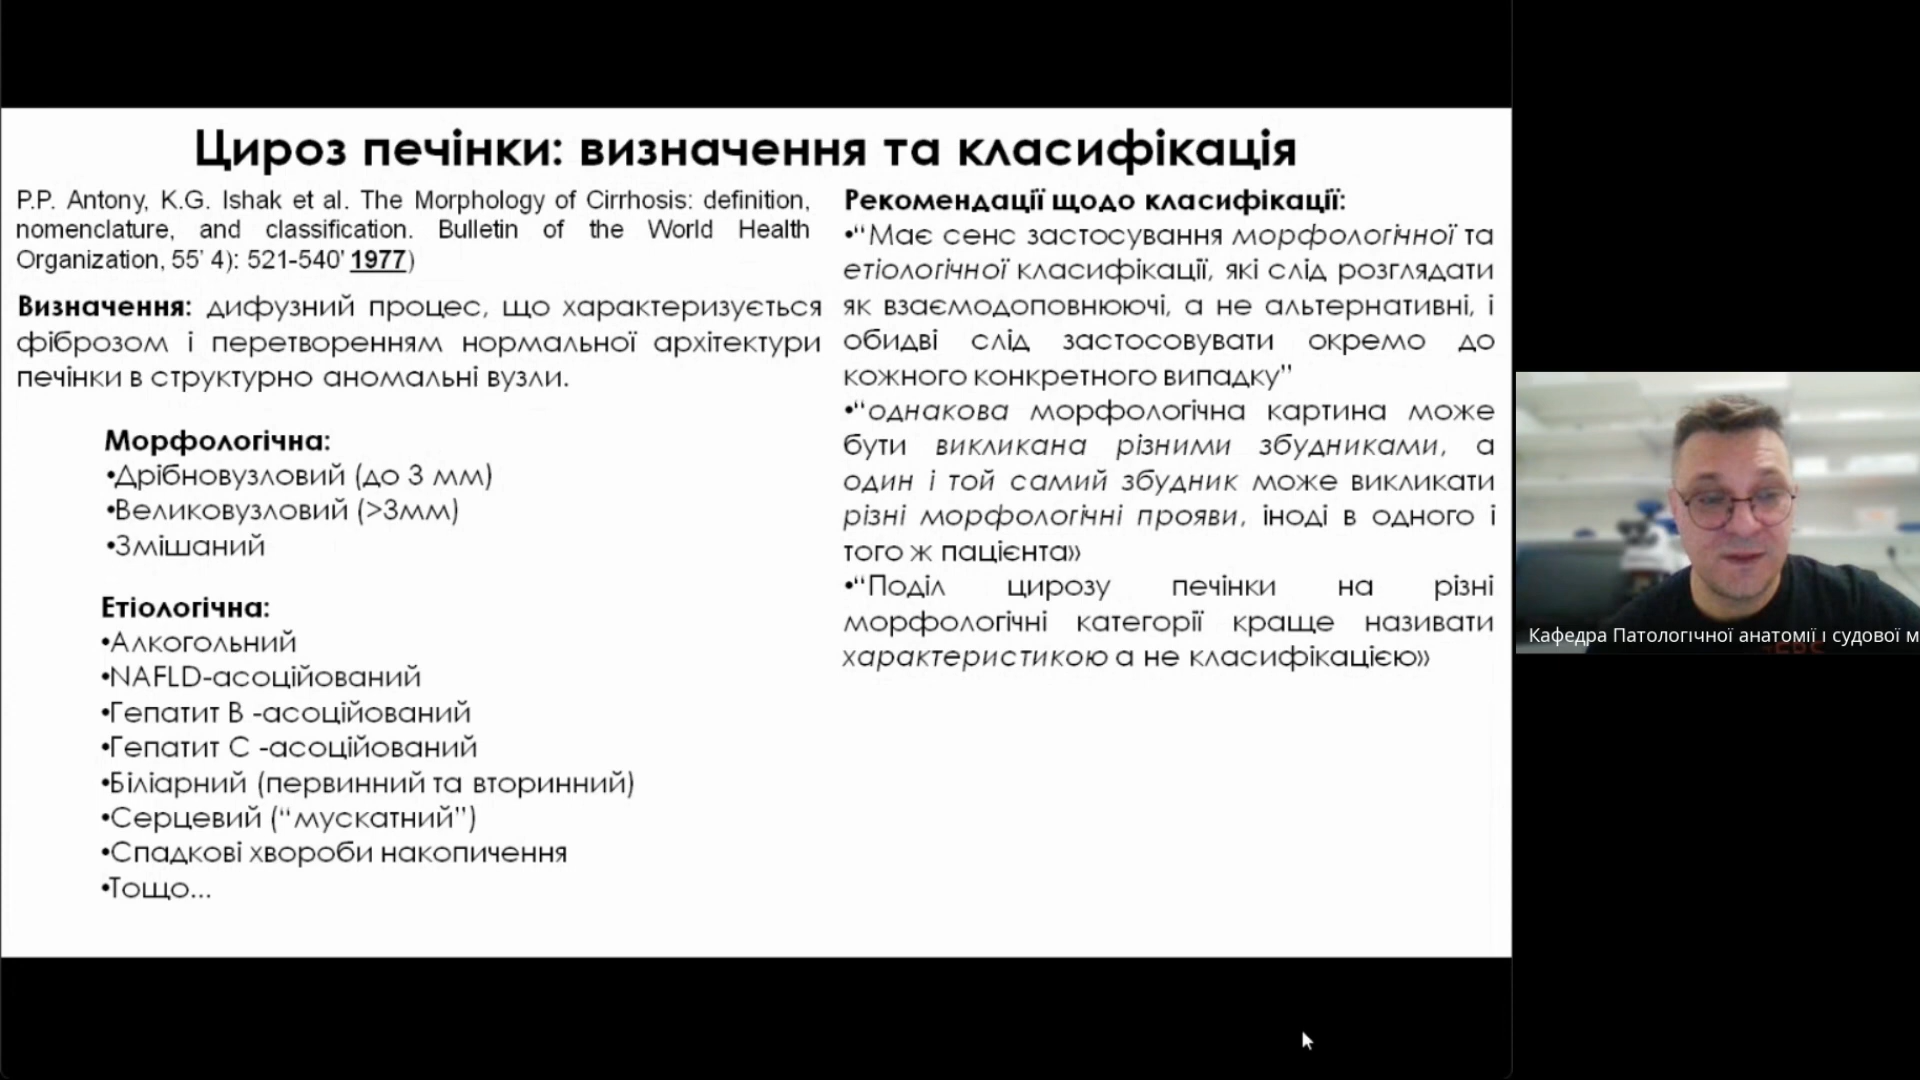 Цироз печінки: визначення та класифікація
P.P. Antony, K.G. Ishak et al. The Morphology of Cirrhosis: definition,
nomenclature, and classification. Bulletin of the World Health
Organization, 55' 4): 521-540' 1977)
Визначення: дифузний процес, що характеризується
фіброзом і перетворенням нормальної архітектури
печінки в структурно аномальні вузли.
Морфологічна:
•Дрібновузловий (до 3 мм)
•Великовузловий (>3мм)
•Змішаний
Етіологічна:
•Алкогольний
•NAFLD-асоційований
•Гепатит В -асоційований
•Гепатит С -асоційований
•Біліарний (первинний та вторинний)
•Серцевий (“мускатний”)
•Спадкові хвороби накопичення
•Тощо...
Рекомендації щодо класифікації:
•“Має сенс застосування морфологічної та
етіологічної класифікації, які слід розглядати
як взаємодоповнюючі, а не альтернативні, і
обидві слід застосовувати окремо до
кожного конкретного випадку”
•“однакова морфологічна картина може
бути викликана різними збудниками, а
один і той самий збудник може викликати
різні морфологічні прояви, іноді в одного і
того ж пацієнта»
•“Поділ цирозу печінки на різні
морфологічні категорії краще називати
характеристикою а не класифікацією»
Кафедра Патологічної анатомії і судової м